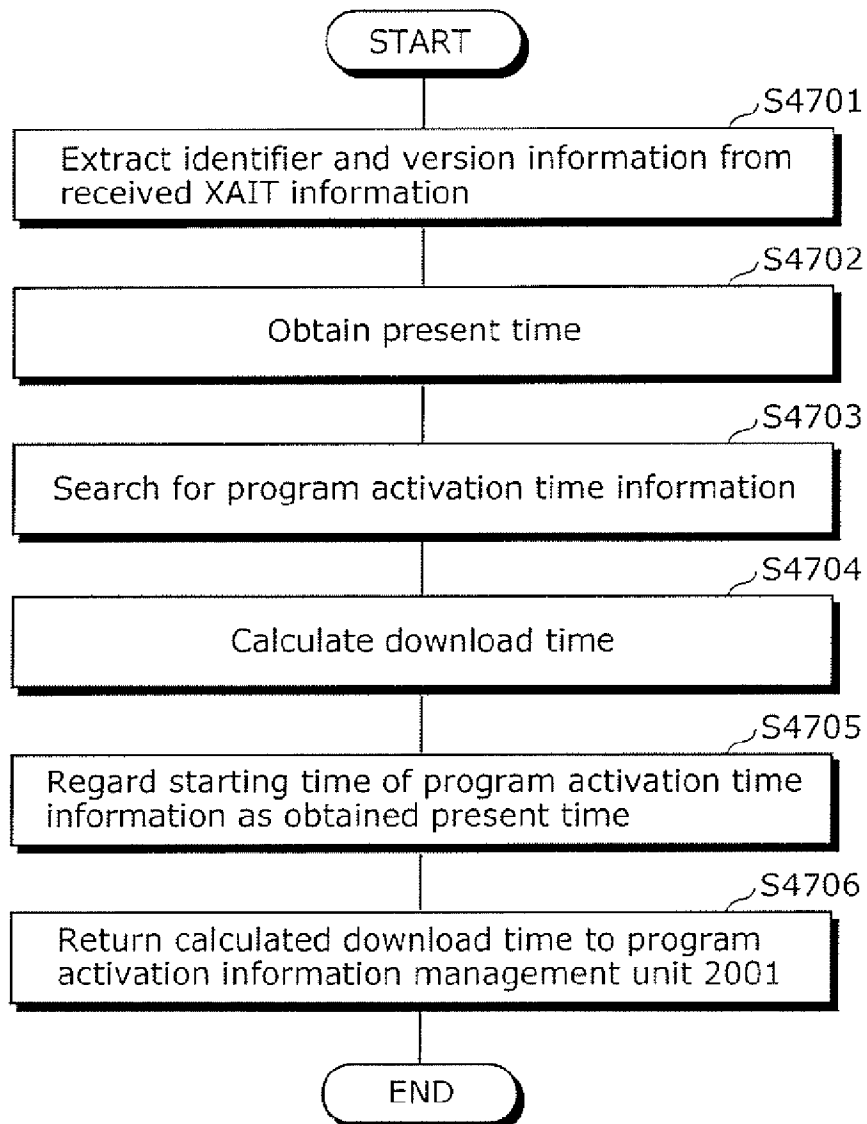 START
S4701
Extract identifier and version information from
received XAIT information
S4702
Obtain present time
S4703
Search for program activation time information
S4704
Calculate download time
S4705
Regard starting time of program activation time
information as obtained present time
S4706
Return calculated download time to program
activation information management unit 2001
END